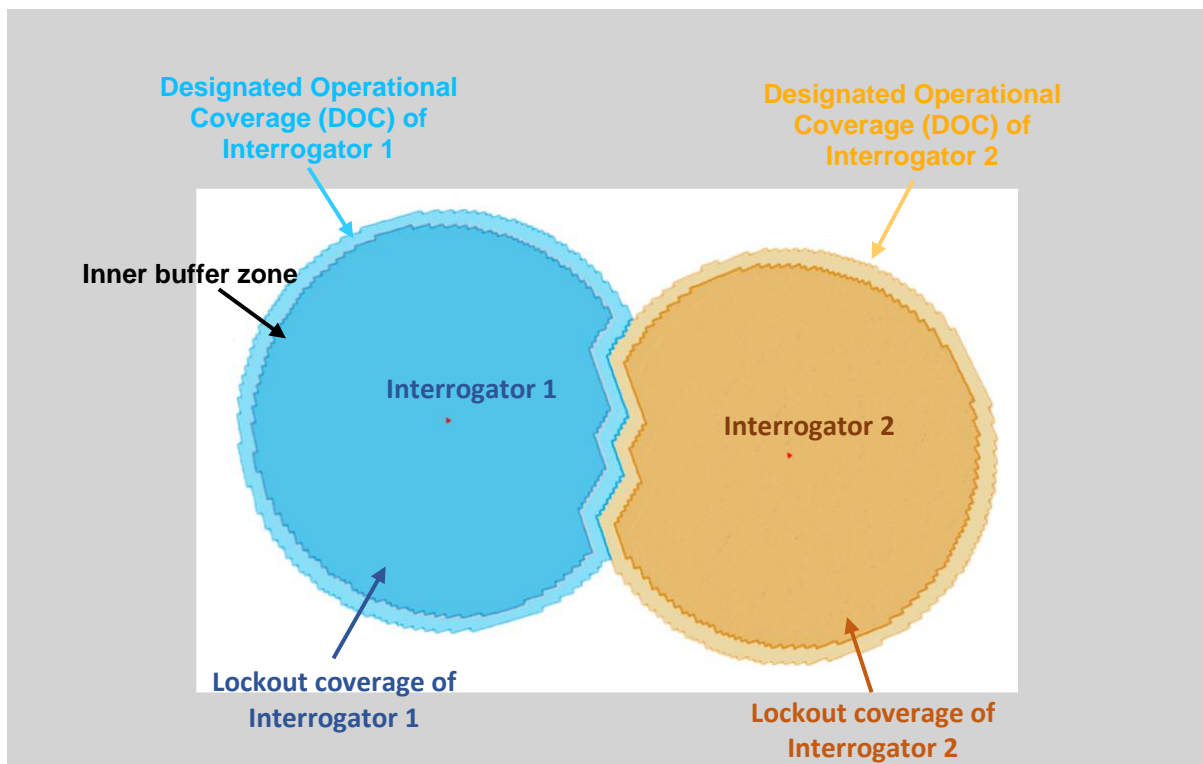 Designated Operational
Coverage (DOC) of
Interrogator 1
Designated Operational
Coverage (DOC) of
Interrogator 2
Inner buffer zone
Interrogator 1
Interrogator 2
Lockout coverage of
Interrogator 1
Lockout coverage of
Interrogator 2